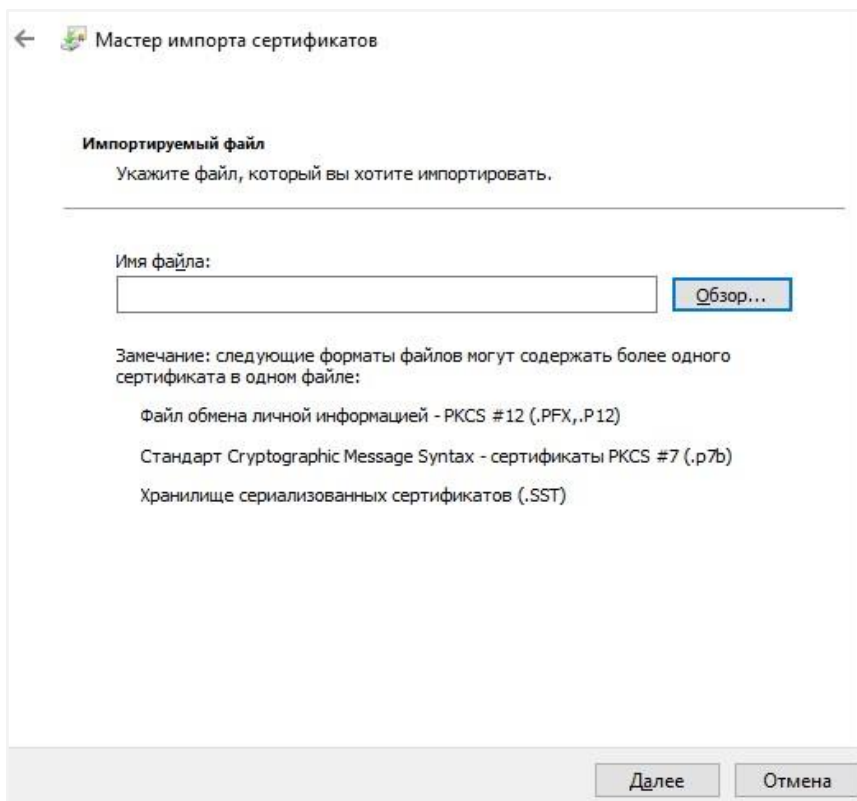 Мастер импорта сертификатов
Импортируемый файл
Укажите файл, который вы хотите импортировать.
Имя файла:
Обзор...
Замечание: следующие форматы файлов могут содержать более одного
сертификата в одном файле:
Файл обмена личной информацией - PKCS #12 (.PFX,.P12)
Стандарт Cryptographic Message Syntax - сертификаты PKCS #7 (.p7b)
Хранилище сериализованных сертификатов (.SST)
Далее
Отмена